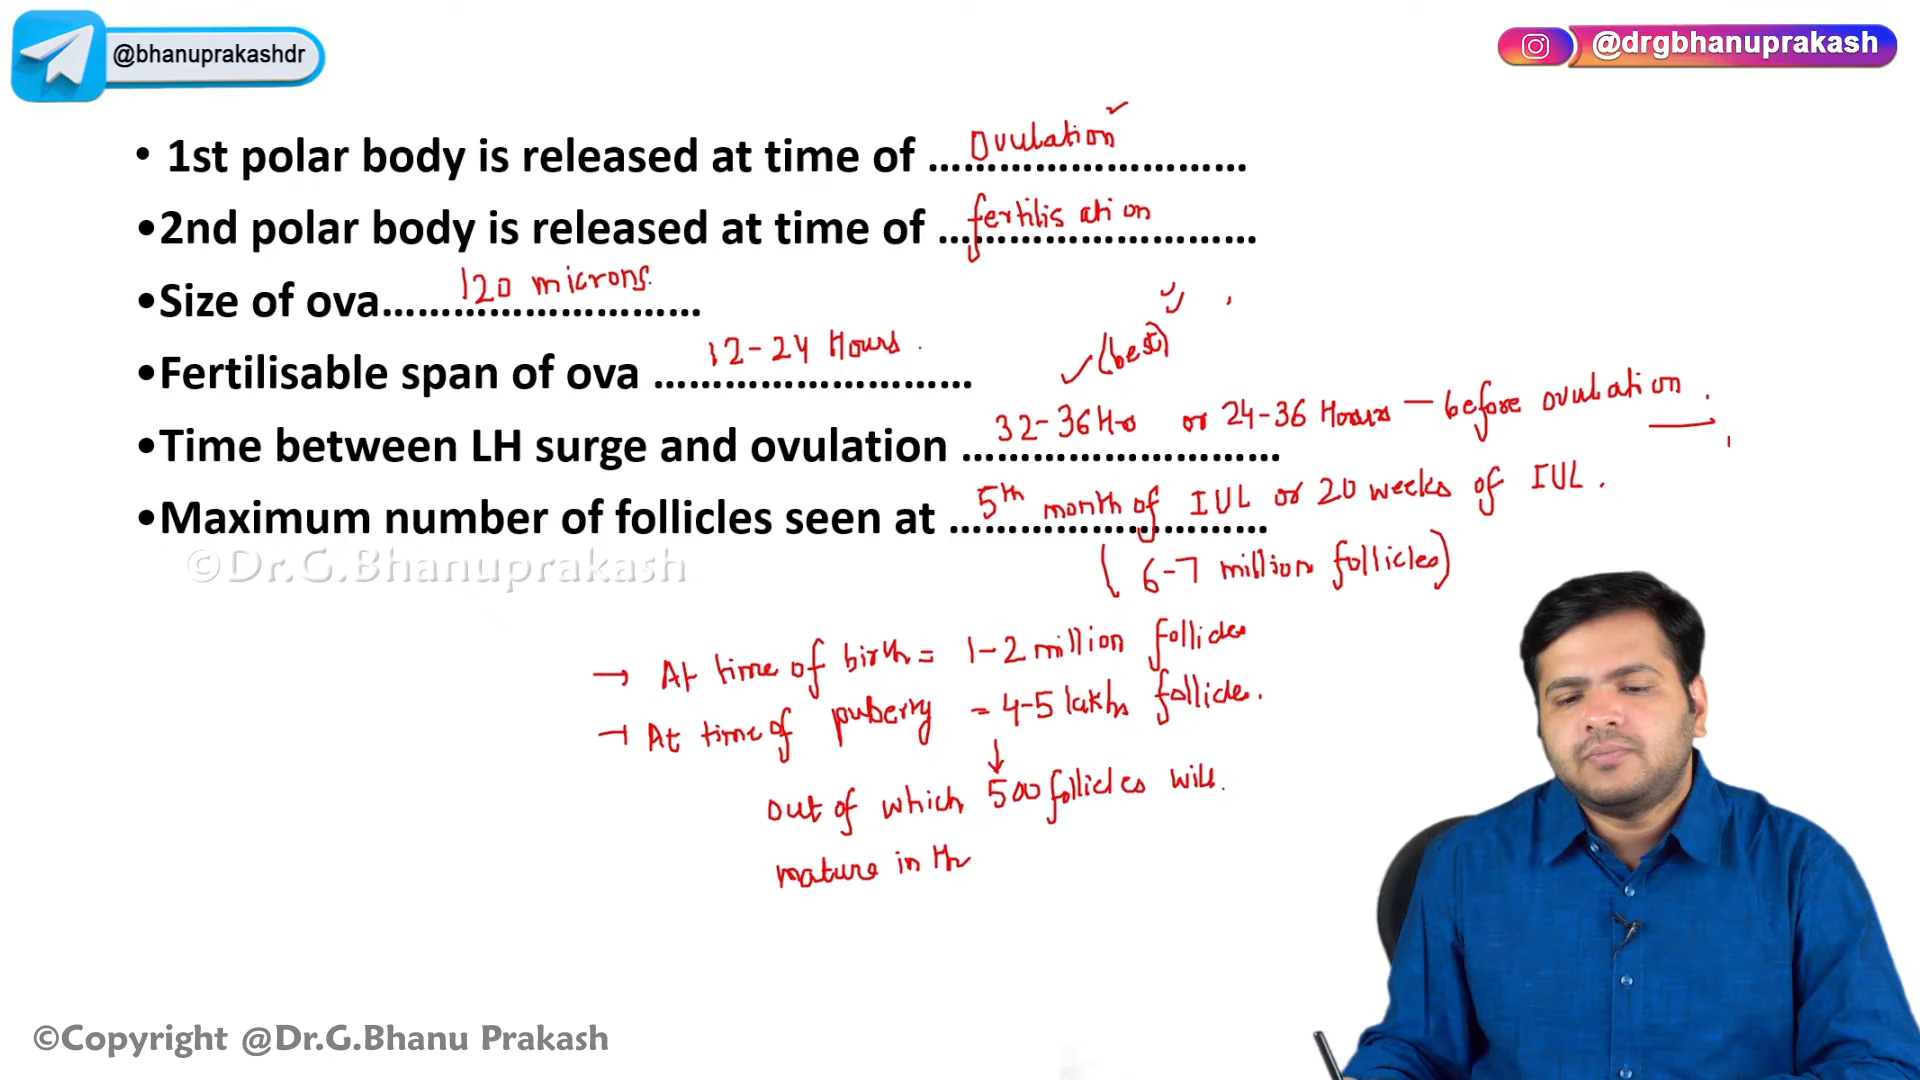 @bhanuprakashdr
@drgbhanuprakash
• 1st polar body is released at time of .............................. Ovulation
•2nd polar body is released at time of .............................. fertilisation
•Size of ova.............................. 120 microns.
•Fertilisable span of ova .............................. 12-24 Hours.
(best)
•Time between LH surge and ovulation .............................. 32-36 Hrs or 24-36 Hours — before ovulation.
•Maximum number of follicles seen at .............................. 5th month of IUL or 20 weeks of IUL.
©Dr.G.Bhanuprakash
(6-7 million follicles)
→ At time of birth = 1-2 million follicles
→ At time of puberty = 4-5 lakhs follicles.
↓
out of which 500 follicles will
mature in the
©Copyright @Dr.G.Bhanu Prakash